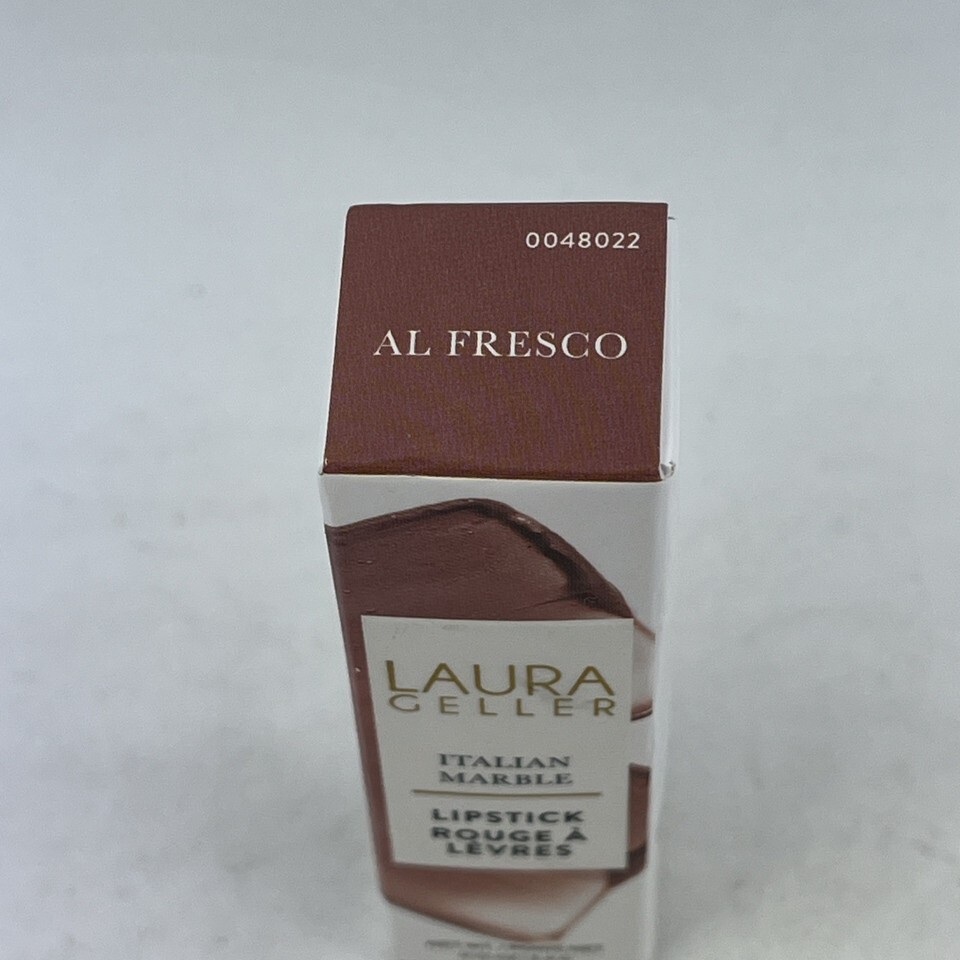 0048022
AL FRESCO
LAURA
GELLER
ITALIAN
MARBLE
LIPSTICK
ROUGE À
LÈVRES